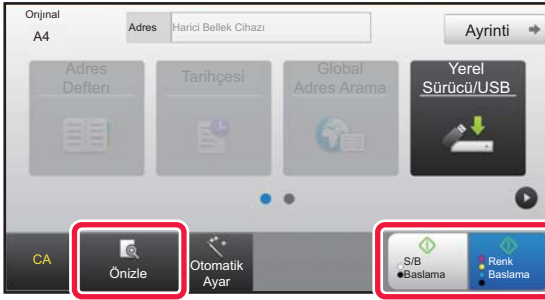 Orijinal
A4
Adres
Harici Bellek Cihazı
Ayrinti
Adres
Defteri
Tarihçesi
Global
Adres Arama
Yerel
Sürücü/USB
CA
Önizle
Otomatik
Ayar
S/B
Baslama
Renk
Baslama